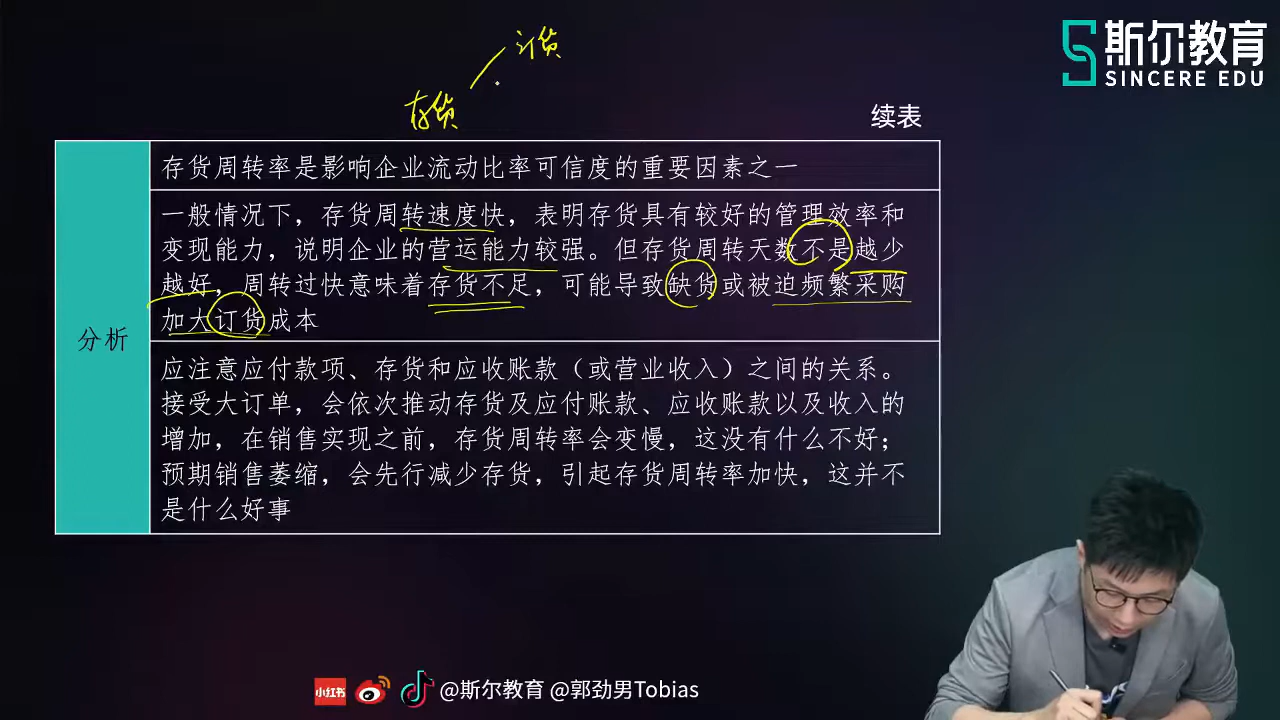 斯尔教育
SINCERE EDU
订货
存货
续表
分析
存货周转率是影响企业流动比率可信度的重要因素之一
一般情况下，存货周转速度快，表明存货具有较好的管理效率和
变现能力，说明企业的营运能力较强。但存货周转天数不是越少
越好，周转过快意味着存货不足，可能导致缺货或被迫频繁采购
加大订货成本
应注意应付款项、存货和应收账款（或营业收入）之间的关系。
接受大订单，会依次推动存货及应付账款、应收账款以及收入的
增加，在销售实现之前，存货周转率会变慢，这没有什么不好；
预期销售萎缩，会先行减少存货，引起存货周转率加快，这并不
是什么好事
小红书
@斯尔教育 @郭劲男Tobias